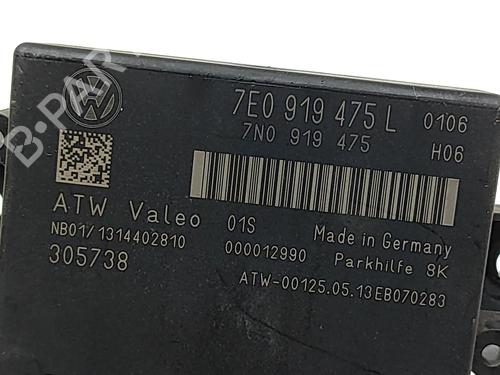 7E0 919 475 L 0106
7N0 919 475 H06
ATW Valeo 01S Made in Germany
NB01/1314402810 000012990 Parkhilfe 8K
305738 ATW-00125.05.13EB070283
B-PARTS